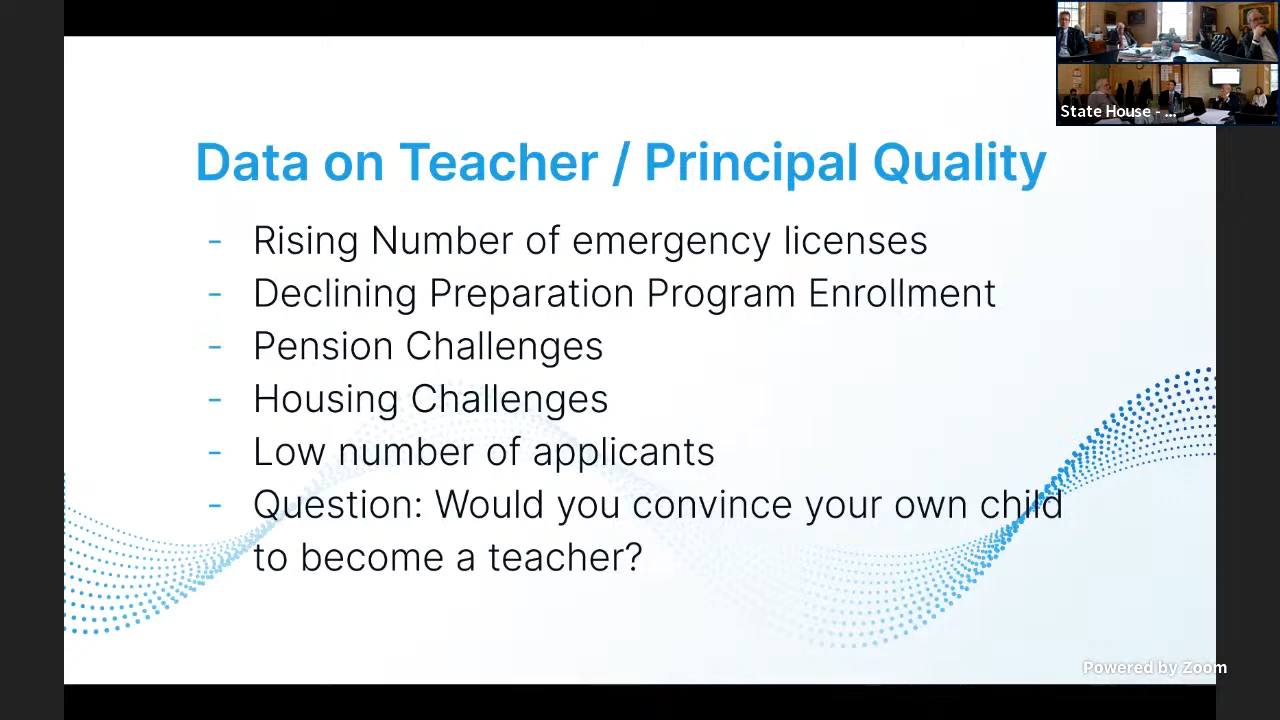 State House - ...
Data on Teacher / Principal Quality
- Rising Number of emergency licenses
- Declining Preparation Program Enrollment
- Pension Challenges
- Housing Challenges
- Low number of applicants
- Question: Would you convince your own child
to become a teacher?
Powered by Zoom